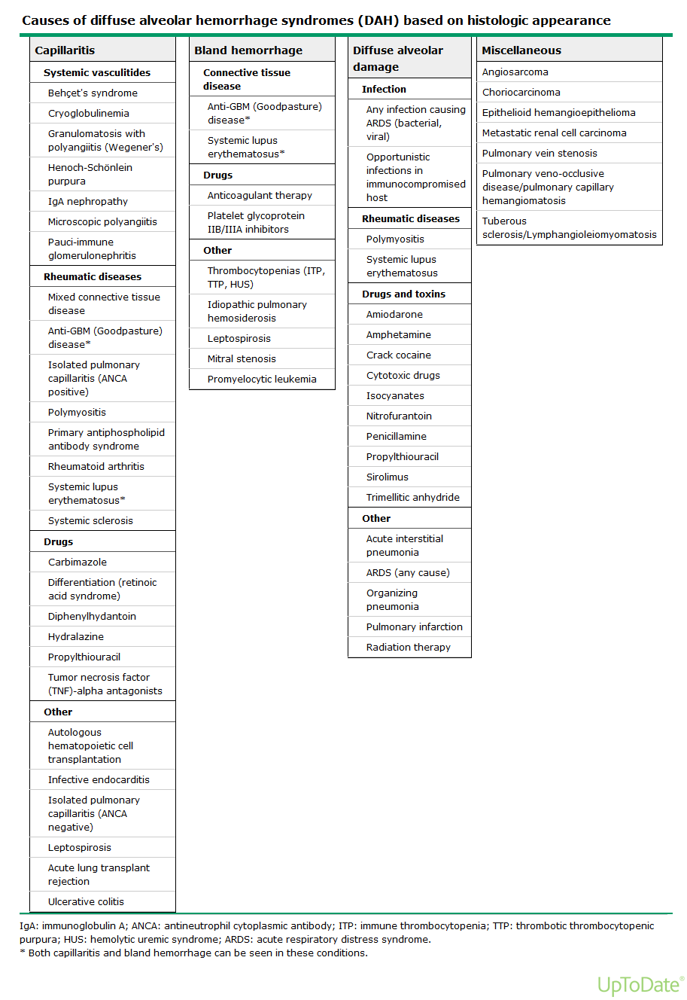 Causes of diffuse alveolar hemorrhage syndromes (DAH) based on histologic appearance
Capillaritis
Systemic vasculitides
Behçet's syndrome
Cryoglobulinemia
Granulomatosis with
polyangiitis (Wegener's)
Henoch-Schönlein
purpura
IgA nephropathy
Microscopic polyangiitis
Pauci-immune
glomerulonephritis
Rheumatic diseases
Mixed connective tissue
disease
Anti-GBM (Goodpasture)
disease*
Isolated pulmonary
capillaritis (ANCA
positive)
Polymyositis
Primary antiphospholipid
antibody syndrome
Rheumatoid arthritis
Systemic lupus
erythematosus*
Systemic sclerosis
Drugs
Carbimazole
Differentiation (retinoic
acid syndrome)
Diphenylhydantoin
Hydralazine
Propylthiouracil
Tumor necrosis factor
(TNF)-alpha antagonists
Other
Autologous
hematopoietic cell
transplantation
Infective endocarditis
Isolated pulmonary
capillaritis (ANCA
negative)
Leptospirosis
Acute lung transplant
rejection
Ulcerative colitis
Bland hemorrhage
Connective tissue
disease
Anti-GBM (Goodpasture)
disease*
Systemic lupus
erythematosus*
Drugs
Anticoagulant therapy
Platelet glycoprotein
IIB/IIIA inhibitors
Other
Thrombocytopenias (ITP,
TTP, HUS)
Idiopathic pulmonary
hemosiderosis
Leptospirosis
Mitral stenosis
Promyelocytic leukemia
Diffuse alveolar
damage
Infection
Any infection causing
ARDS (bacterial,
viral)
Opportunistic
infections in
immunocompromised
host
Rheumatic diseases
Polymyositis
Systemic lupus
erythematosus
Drugs and toxins
Amiodarone
Amphetamine
Crack cocaine
Cytotoxic drugs
Isocyanates
Nitrofurantoin
Penicillamine
Propylthiouracil
Sirolimus
Trimellitic anhydride
Other
Acute interstitial
pneumonia
ARDS (any cause)
Organizing
pneumonia
Pulmonary infarction
Radiation therapy
Miscellaneous
Angiosarcoma
Choriocarcinoma
Epithelioid hemangioepithelioma
Metastatic renal cell carcinoma
Pulmonary vein stenosis
Pulmonary veno-occlusive
disease/pulmonary capillary
hemangiomatosis
Tuberous
sclerosis/Lymphangioleiomyomatosis
IgA: immunoglobulin A; ANCA: antineutrophil cytoplasmic antibody; ITP: immune thrombocytopenia; TTP: thrombotic thrombocytopenic
purpura; HUS: hemolytic uremic syndrome; ARDS: acute respiratory distress syndrome.
* Both capillaritis and bland hemorrhage can be seen in these conditions.
UpToDate®